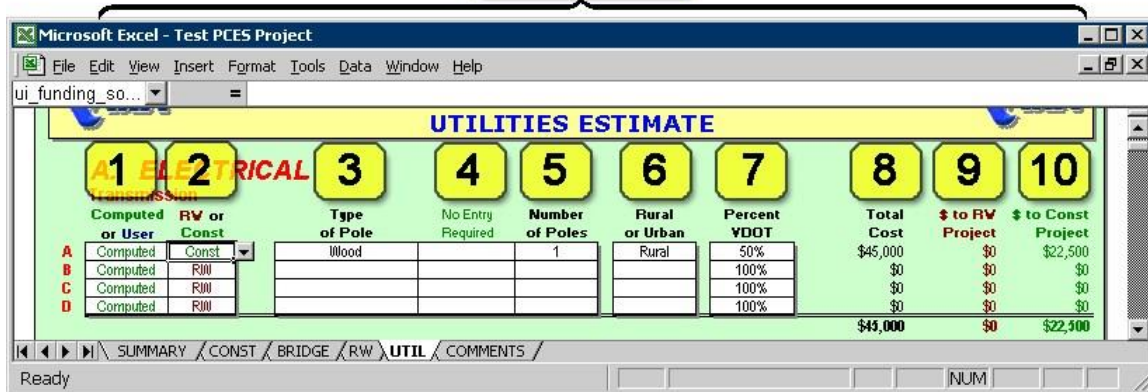 Microsoft Excel - Test PCES Project
File Edit View Insert Format Tools Data Window Help
ui_funding_so... =
UTILITIES ESTIMATE
A. ELECTRICAL
1 2 3 4 5 6 7 8 9 10
Transmission
Computed RW or Type No Entry Number Rural Percent Total $ to RW $ to Const
or User Const of Pole Required of Poles or Urban VDOT Cost Project Project
A Computed Const Wood 1 Rural 50% $45,000 $0 $22,500
B Computed RW 100% $0 $0 $0
C Computed RW 100% $0 $0 $0
D Computed RW 100% $0 $0 $0
$45,000 $0 $22,500
SUMMARY CONST BRIDGE RW UTIL COMMENTS
Ready NUM